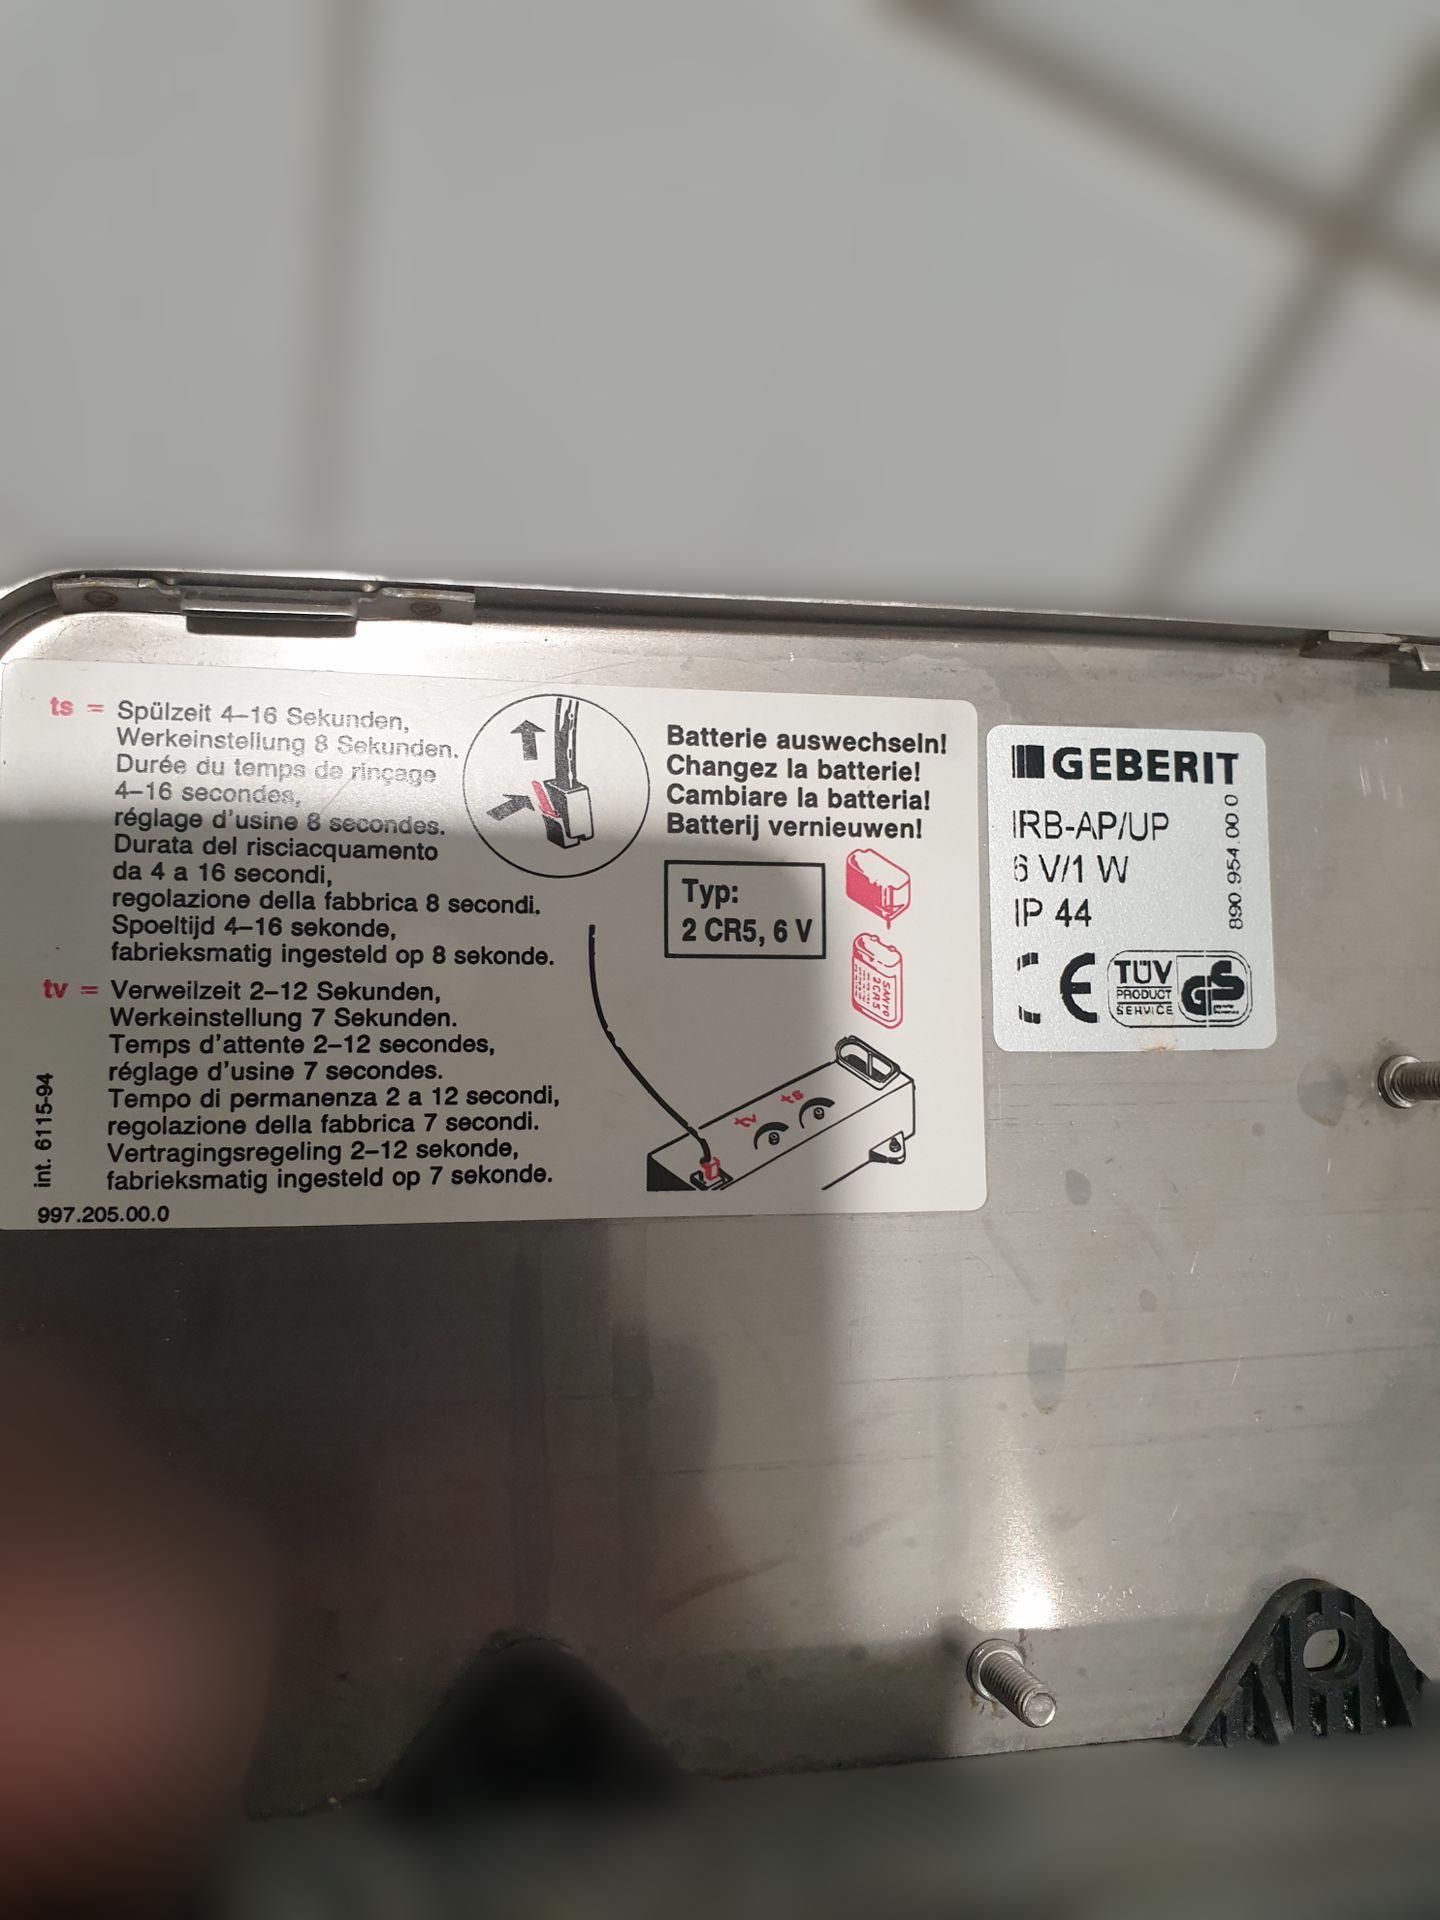 ts = Spülzeit 4–16 Sekunden,
Werkeinstellung 8 Sekunden.
Durée du temps de rinçage
4–16 secondes,
réglage d'usine 8 secondes.
Durata del risciacquamento
da 4 a 16 secondi,
regolazione della fabbrica 8 secondi.
Spoeltijd 4–16 sekonde,
fabrieksmatig ingesteld op 8 sekonde.
tv = Verweilzeit 2–12 Sekunden,
Werkeinstellung 7 Sekunden.
Temps d'attente 2–12 secondes,
réglage d'usine 7 secondes.
Tempo di permanenza 2 a 12 secondi,
regolazione della fabbrica 7 secondi.
Vertragingsregeling 2–12 sekonde,
fabrieksmatig ingesteld op 7 sekonde.
int. 6115-94
997.205.00.0
Batterie auswechseln!
Changez la batterie!
Cambiare la batteria!
Batterij vernieuwen!
Typ:
2 CR5, 6 V
SANYO
2CR5
tv ts
GEBERIT
IRB-AP/UP
6 V/1 W
IP 44
890.954.00.0
CE
TÜV
PRODUCT
SERVICE
GS